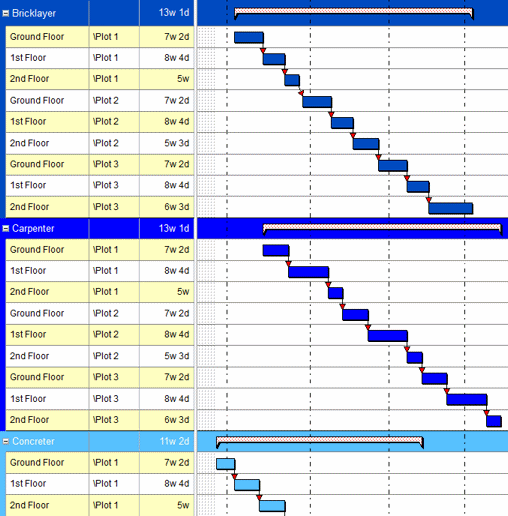 Bricklayer 13w 1d
Ground Floor \Plot 1 7w 2d
1st Floor \Plot 1 8w 4d
2nd Floor \Plot 1 5w
Ground Floor \Plot 2 7w 2d
1st Floor \Plot 2 8w 4d
2nd Floor \Plot 2 5w 3d
Ground Floor \Plot 3 7w 2d
1st Floor \Plot 3 8w 4d
2nd Floor \Plot 3 6w 3d
Carpenter 13w 1d
Ground Floor \Plot 1 7w 2d
1st Floor \Plot 1 8w 4d
2nd Floor \Plot 1 5w
Ground Floor \Plot 2 7w 2d
1st Floor \Plot 2 8w 4d
2nd Floor \Plot 2 5w 3d
Ground Floor \Plot 3 7w 2d
1st Floor \Plot 3 8w 4d
2nd Floor \Plot 3 6w 3d
Concreter 11w 2d
Ground Floor \Plot 1 7w 2d
1st Floor \Plot 1 8w 4d
2nd Floor \Plot 1 5w